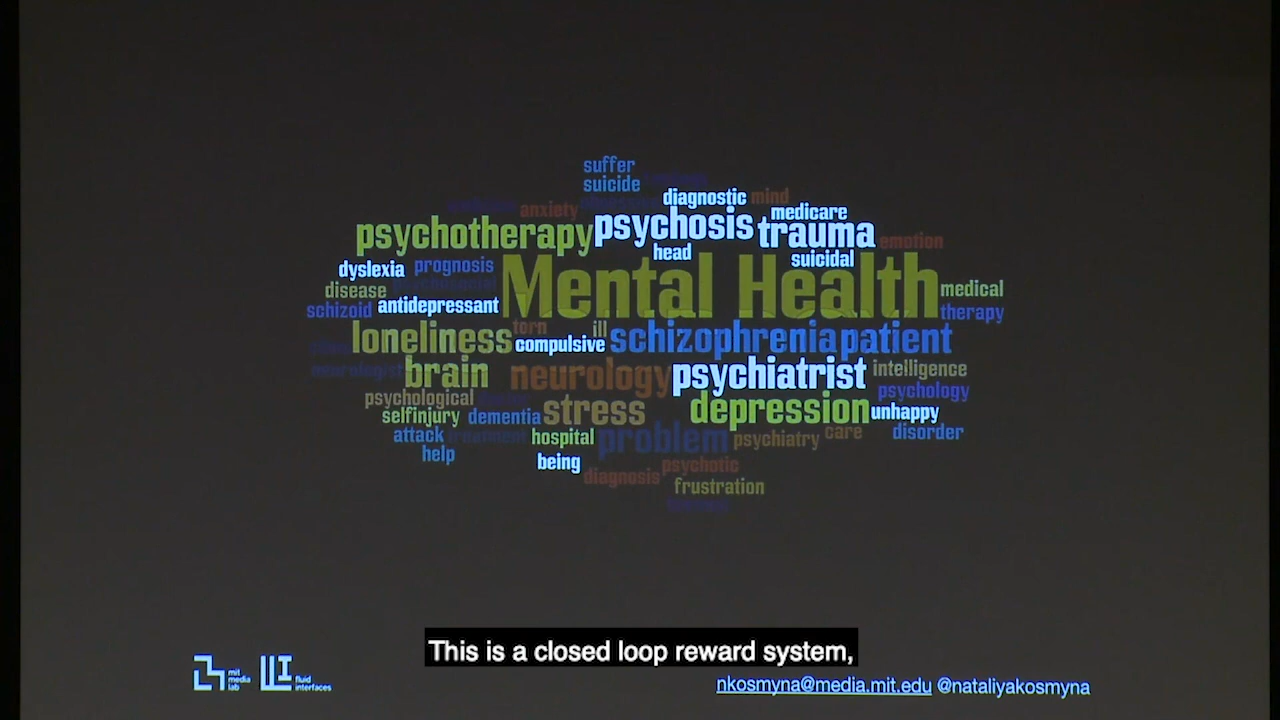 suffer
suicide
diagnostic mind
anxiety medicare
psychotherapy psychosis trauma
emotion
head suicidal
dyslexia prognosis Mental Health
disease medical
schizoid antidepressant therapy
loneliness torn ill schizophrenia patient
compulsive
brain neurology psychiatrist intelligence
psychological psychology
selfinjury dementia stress depression unhappy
attack treatment hospital problem psychiatry care disorder
help being
diagnosis psychotic
frustration
This is a closed loop reward system,
mit
media
lab
fluid
interfaces
nkosmyna@media.mit.edu @nataliyakosmyna